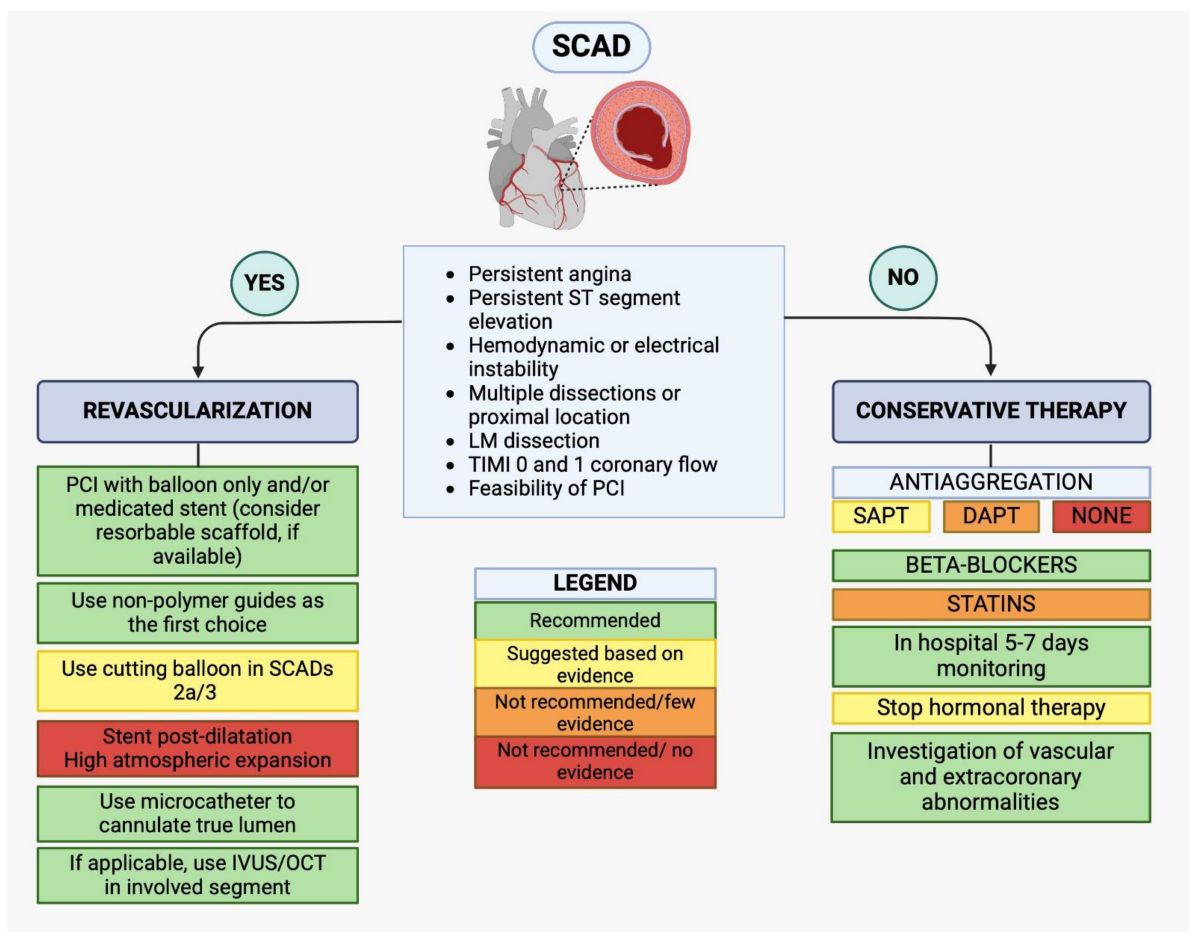 SCAD
YES
NO
• Persistent angina
• Persistent ST segment
elevation
• Hemodynamic or electrical
instability
• Multiple dissections or
proximal location
• LM dissection
• TIMI 0 and 1 coronary flow
• Feasibility of PCI
REVASCULARIZATION
PCI with balloon only and/or
medicated stent (consider
resorbable scaffold, if
available)
Use non-polymer guides as
the first choice
Use cutting balloon in SCADs
2a/3
Stent post-dilatation
High atmospheric expansion
Use microcatheter to
cannulate true lumen
If applicable, use IVUS/OCT
in involved segment
LEGEND
Recommended
Suggested based on
evidence
Not recommended/few
evidence
Not recommended/ no
evidence
CONSERVATIVE THERAPY
ANTIAGGREGATION
SAPT
DAPT
NONE
BETA-BLOCKERS
STATINS
In hospital 5-7 days
monitoring
Stop hormonal therapy
Investigation of vascular
and extracoronary
abnormalities